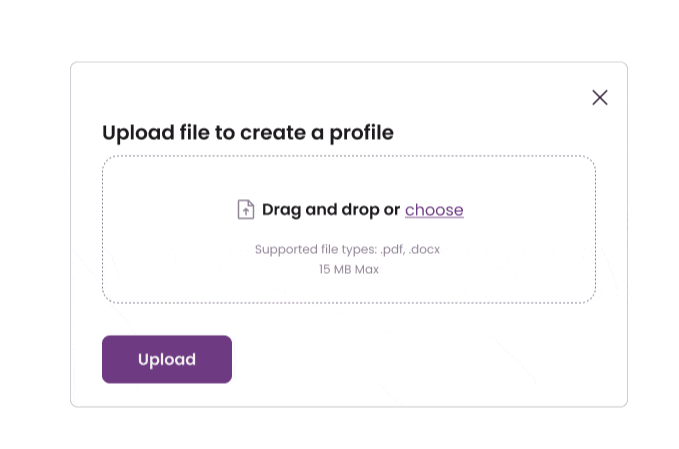 Upload file to create a profile
Drag and drop or choose
Supported file types: .pdf, .docx
15 MB Max
Upload